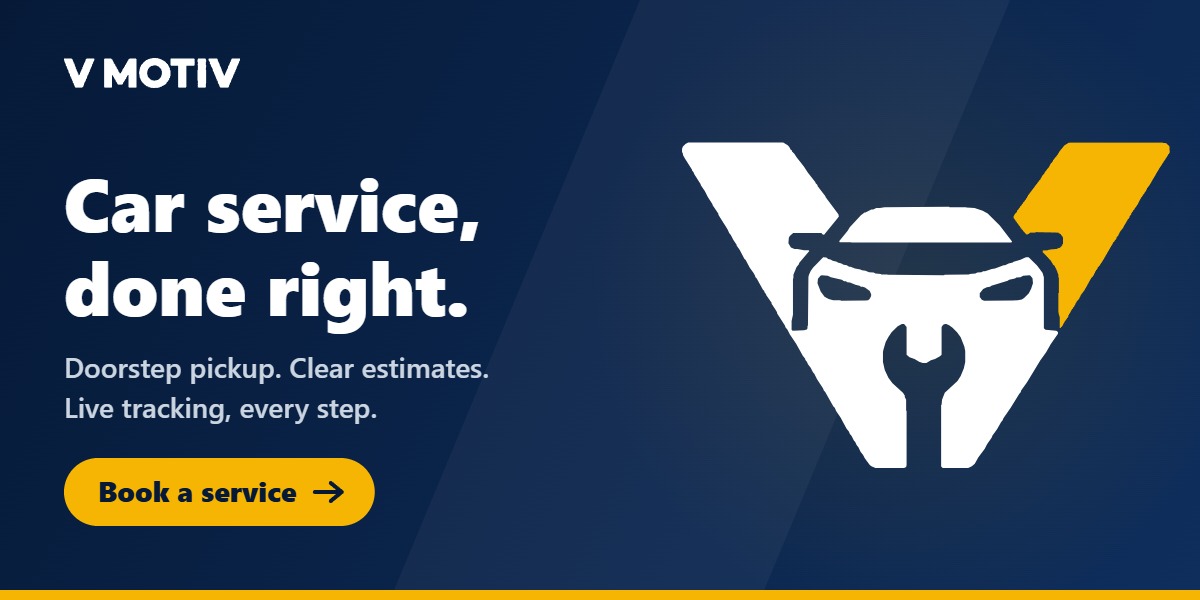 V MOTIV
Car service,
done right.
Doorstep pickup. Clear estimates.
Live tracking, every step.
Book a service →